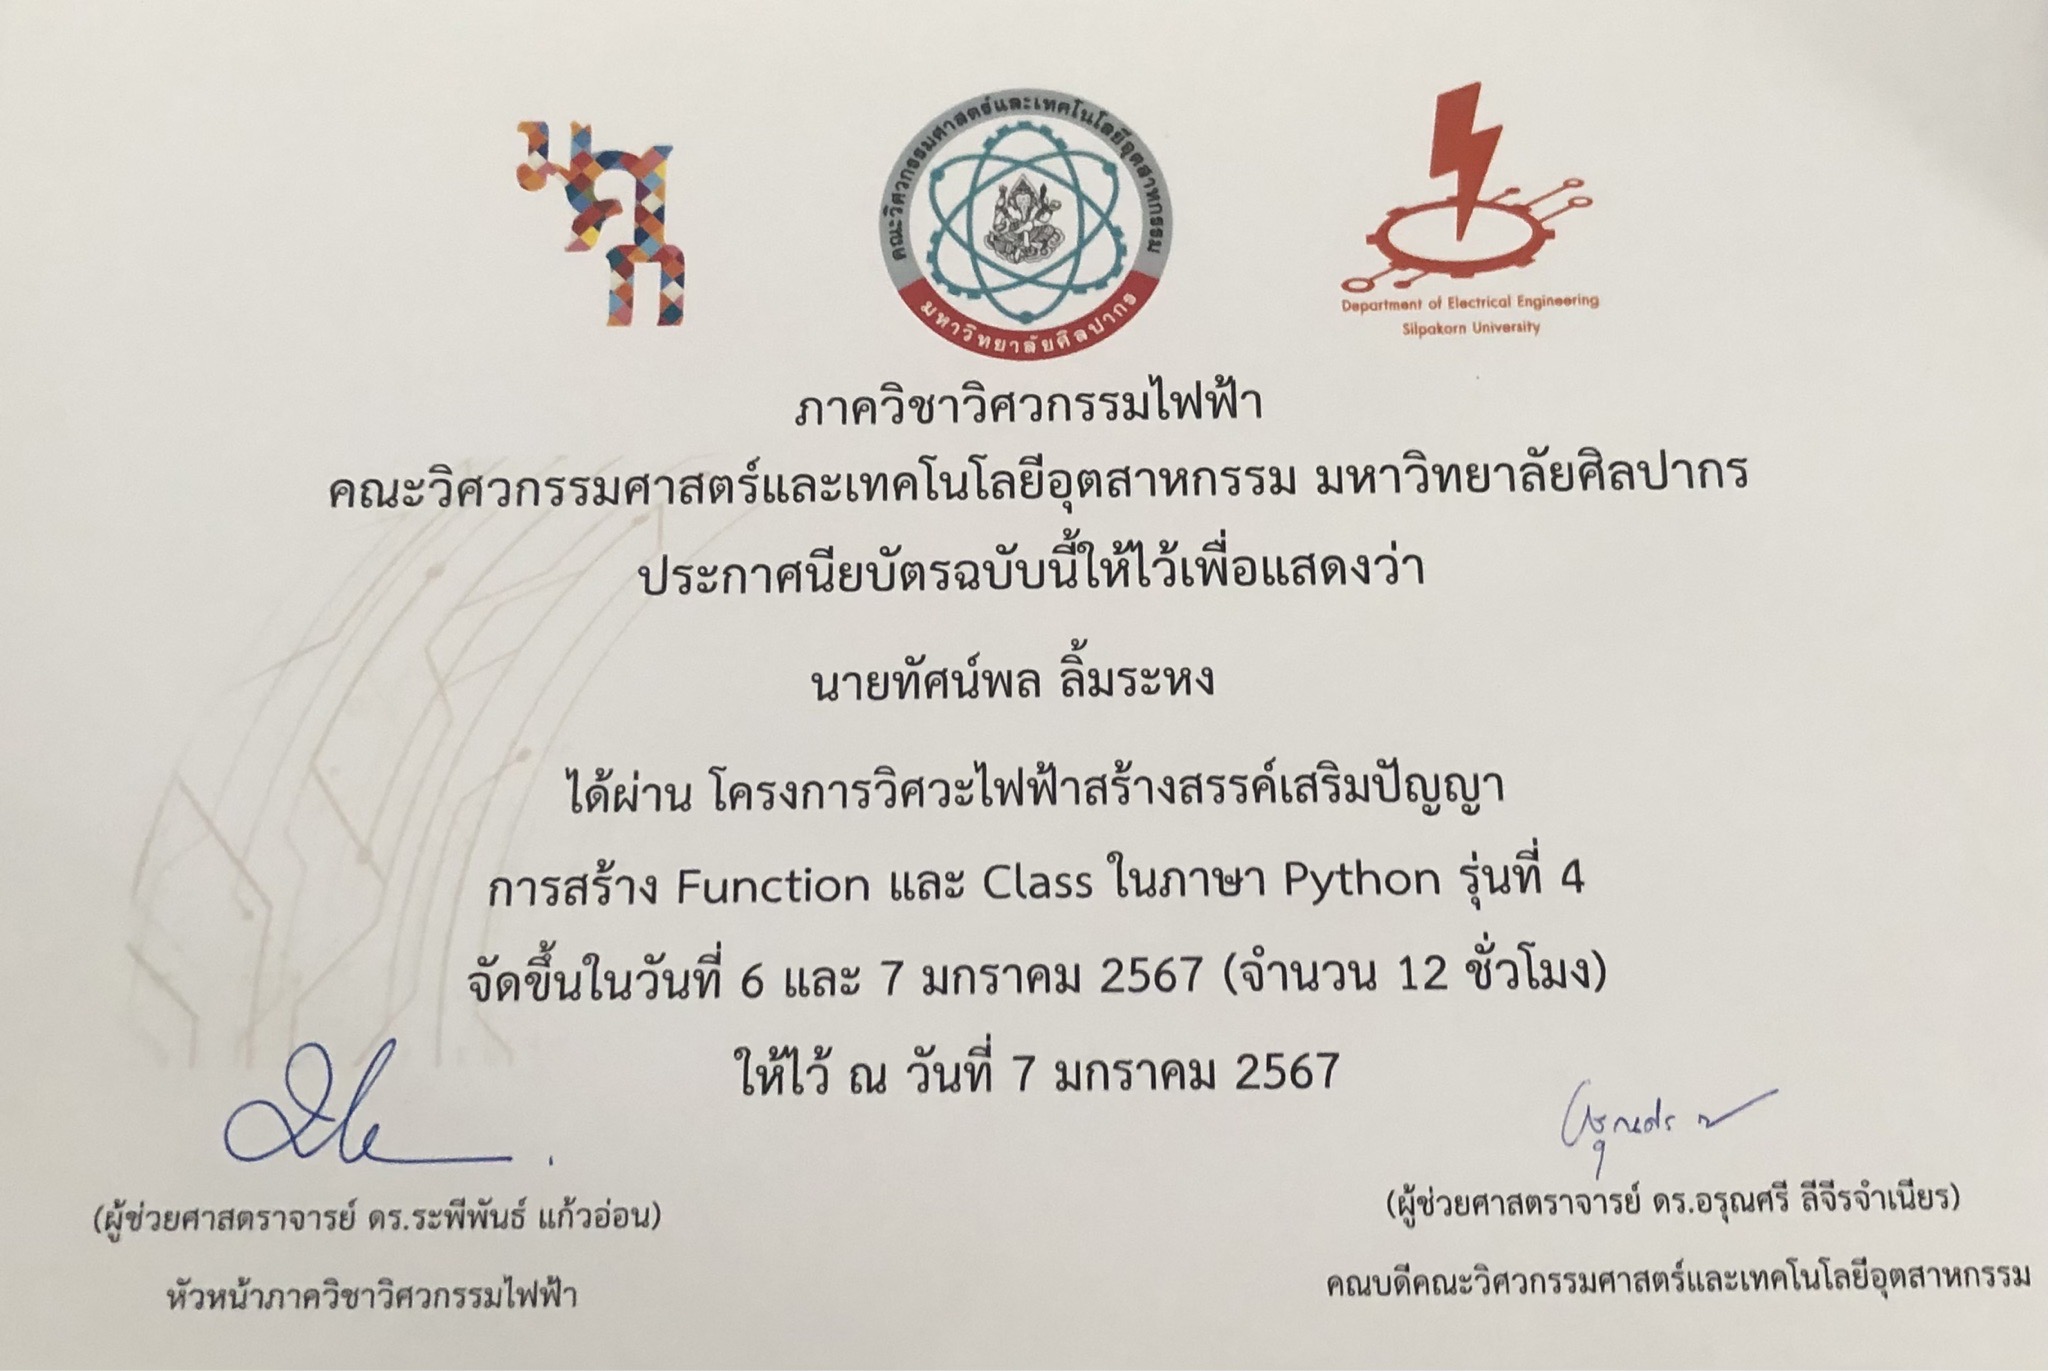 มศก
คณะวิศวกรรมศาสตร์และเทคโนโลยีอุตสาหกรรม
มหาวิทยาลัยศิลปากร
Department of Electrical Engineering
Silpakorn University
ภาควิชาวิศวกรรมไฟฟ้า
คณะวิศวกรรมศาสตร์และเทคโนโลยีอุตสาหกรรม มหาวิทยาลัยศิลปากร
ประกาศนียบัตรฉบับนี้ให้ไว้เพื่อแสดงว่า
นายทัศน์พล ลิ้มระหง
ได้ผ่าน โครงการวิศวะไฟฟ้าสร้างสรรค์เสริมปัญญา
การสร้าง Function และ Class ในภาษา Python รุ่นที่ 4
จัดขึ้นในวันที่ 6 และ 7 มกราคม 2567 (จำนวน 12 ชั่วโมง)
ให้ไว้ ณ วันที่ 7 มกราคม 2567
(ผู้ช่วยศาสตราจารย์ ดร.ระพีพันธ์ แก้วอ่อน)
หัวหน้าภาควิชาวิศวกรรมไฟฟ้า
(ผู้ช่วยศาสตราจารย์ ดร.อรุณศรี ลีจีรจำเนียร)
คณบดีคณะวิศวกรรมศาสตร์และเทคโนโลยีอุตสาหกรรม